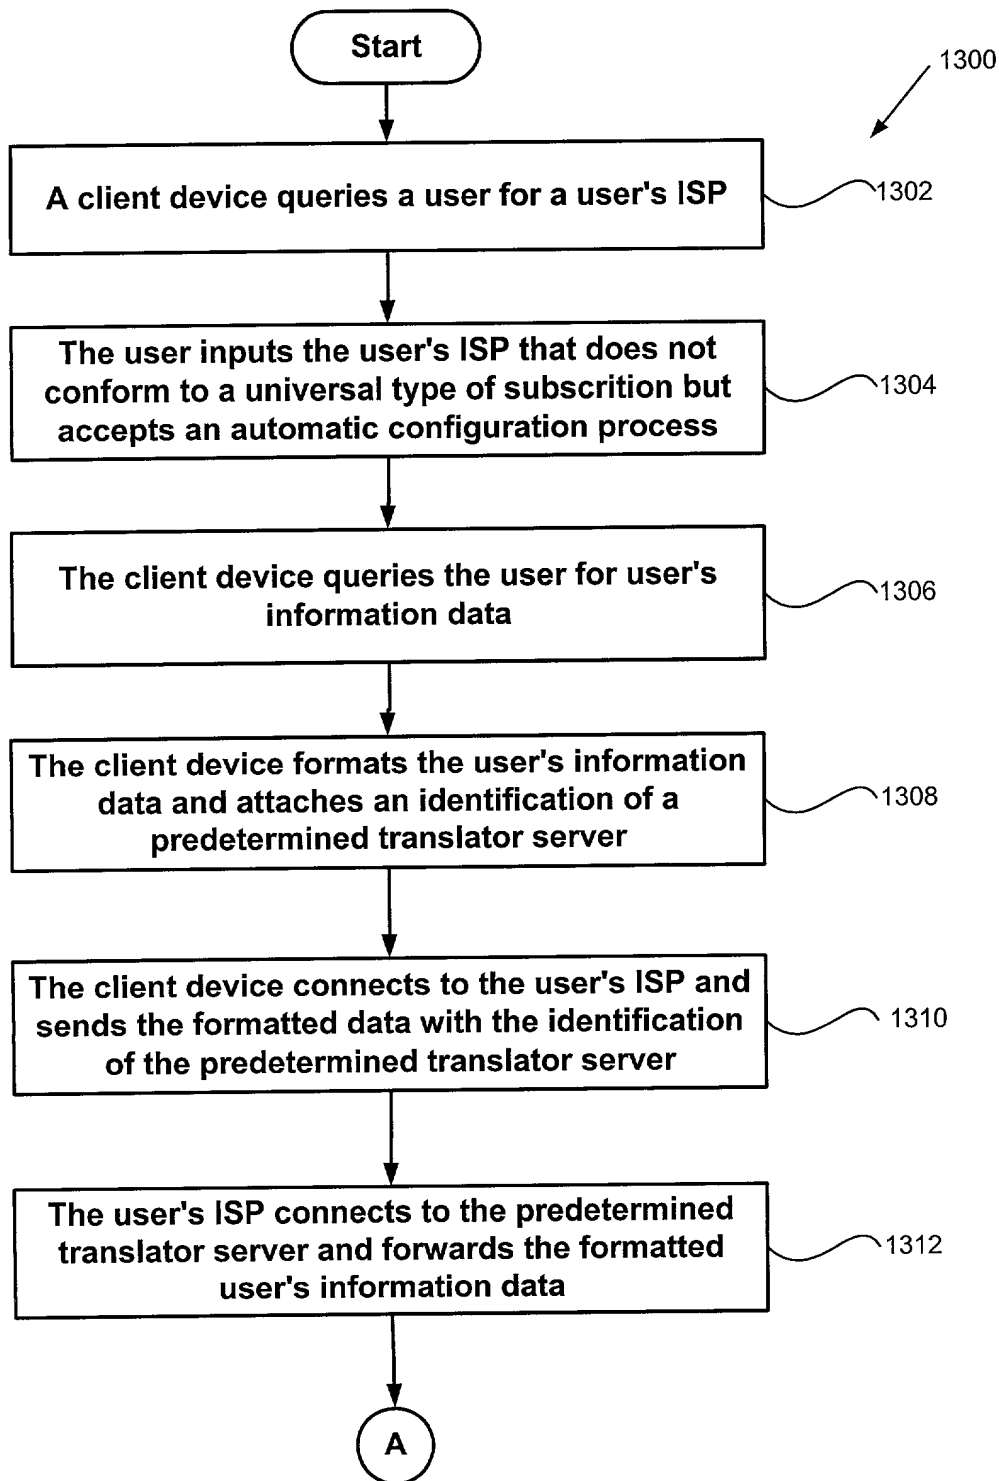 Start
1300
A client device queries a user for a user's ISP
1302
The user inputs the user's ISP that does not
conform to a universal type of subscrition but
accepts an automatic configuration process
1304
The client device queries the user for user's
information data
1306
The client device formats the user's information
data and attaches an identification of a
predetermined translator server
1308
The client device connects to the user's ISP and
sends the formatted data with the identification
of the predetermined translator server
1310
The user's ISP connects to the predetermined
translator server and forwards the formatted
user's information data
1312
A